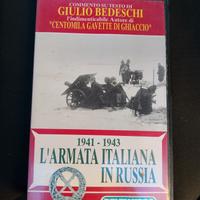 COMMENTO SU TESTO DI
GIULIO BEDESCHI
l'indimenticabile Autore di
"CENTOMILA GAVETTE DI GHIACCIO"
1941 - 1943
L'ARMATA ITALIANA
IN RUSSIA